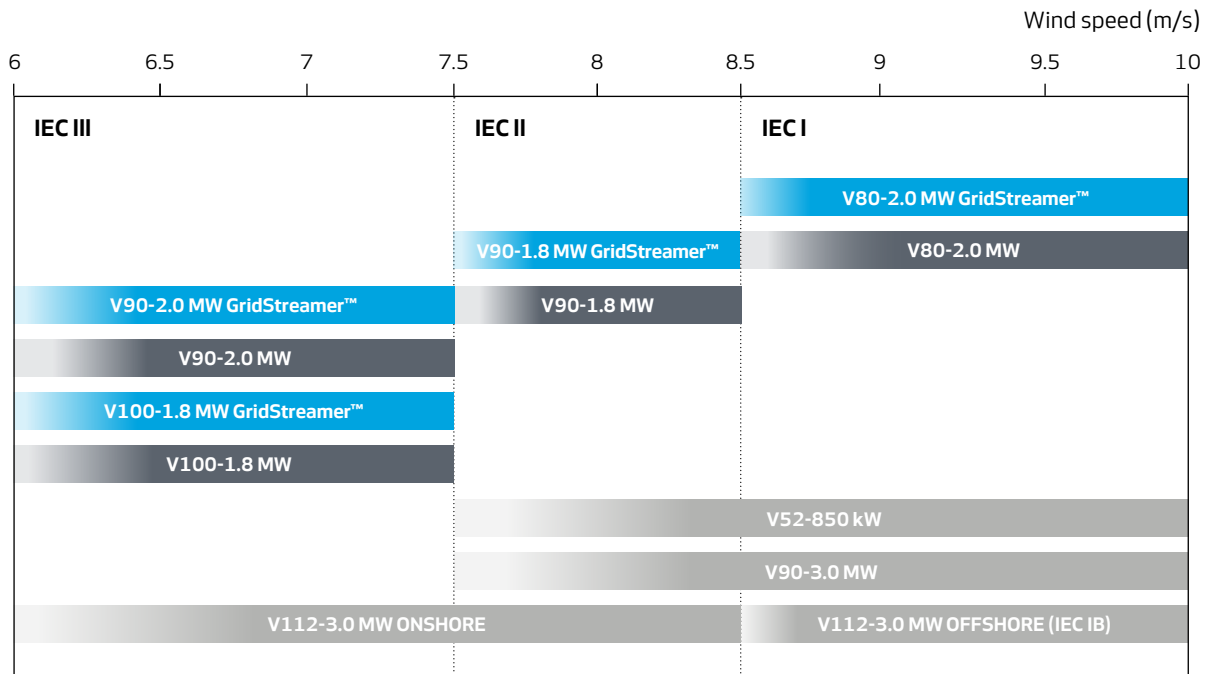 Wind speed (m/s)
6 6.5 7 7.5 8 8.5 9 9.5 10
IEC III IEC II IEC I
V80-2.0 MW GridStreamer™
V90-1.8 MW GridStreamer™ V80-2.0 MW
V90-2.0 MW GridStreamer™ V90-1.8 MW
V90-2.0 MW
V100-1.8 MW GridStreamer™
V100-1.8 MW
V52-850 kW
V90-3.0 MW
V112-3.0 MW ONSHORE V112-3.0 MW OFFSHORE (IEC IB)